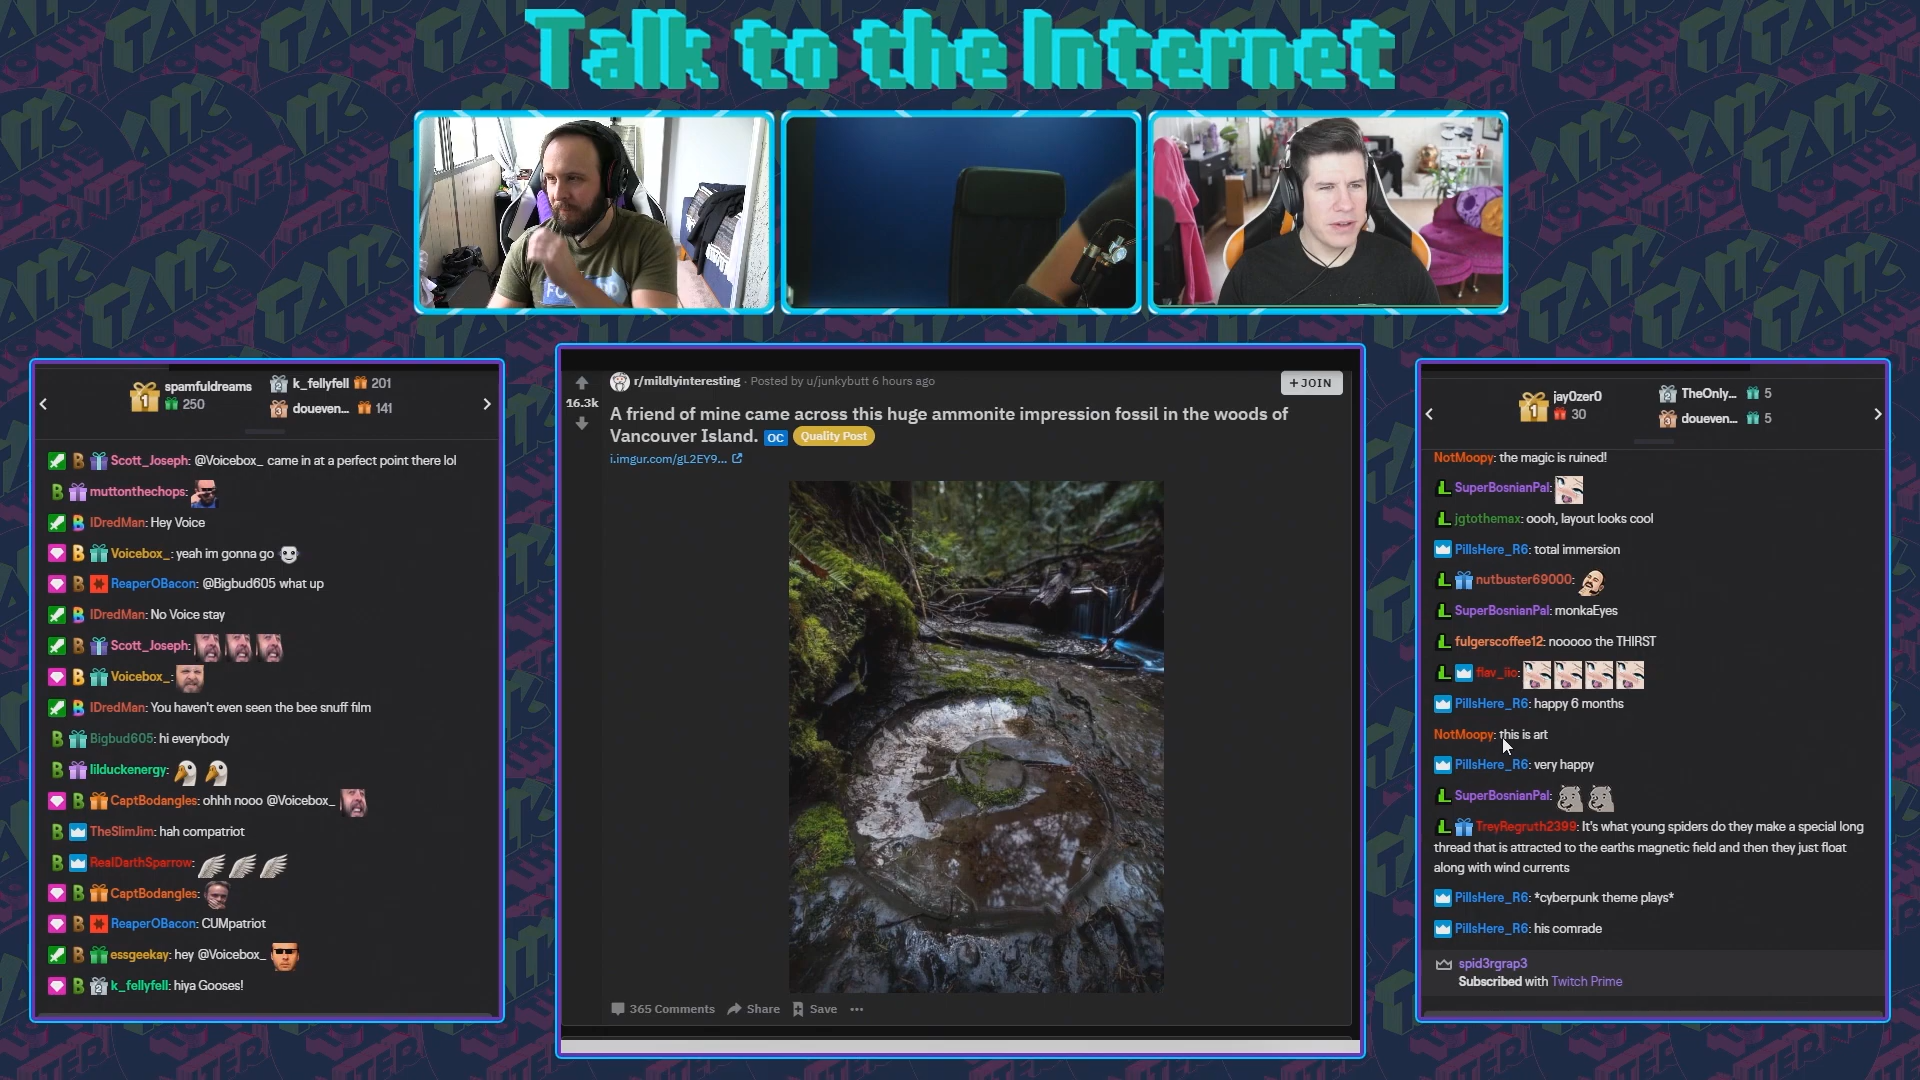 Talk to the Internet
FO
spamfuldreams
250
k_fellyfell 201
doueven... 141
Scott_Joseph: @Voicebox_ came in at a perfect point there lol
muttonthechops:
IDredMan: Hey Voice
Voicebox_: yeah im gonna go
ReaperOBacon: @Bigbud605 what up
IDredMan: No Voice stay
Scott_Joseph:
Voicebox_:
IDredMan: You haven't even seen the bee snuff film
Bigbud605: hi everybody
lilduckenergy:
CaptBodangles: ohhh nooo @Voicebox_
TheSlimJim: hah compatriot
RealDarthSparrow:
CaptBodangles:
ReaperOBacon: CUMpatriot
essgeekay: hey @Voicebox_
k_fellyfell: hiya Gooses!
r/mildlyinteresting · Posted by u/junkybutt 6 hours ago
+ JOIN
16.3k
A friend of mine came across this huge ammonite impression fossil in the woods of
Vancouver Island. OC Quality Post
i.imgur.com/gL2EY9...
365 Comments Share Save ...
jay0zer0
30
TheOnly... 5
doueven... 5
NotMoopy: the magic is ruined!
SuperBosnianPal:
jgtothemax: oooh, layout looks cool
PillsHere_R6: total immersion
nutbuster69000:
SuperBosnianPal: monkaEyes
fulgerscoffee12: nooooo the THIRST
flav_iio:
PillsHere_R6: happy 6 months
NotMoopy: this is art
PillsHere_R6: very happy
SuperBosnianPal:
TreyRegruth2399: It's what young spiders do they make a special long
thread that is attracted to the earths magnetic field and then they just float
along with wind currents
PillsHere_R6: *cyberpunk theme plays*
PillsHere_R6: his comrade
spid3rgrap3
Subscribed with Twitch Prime